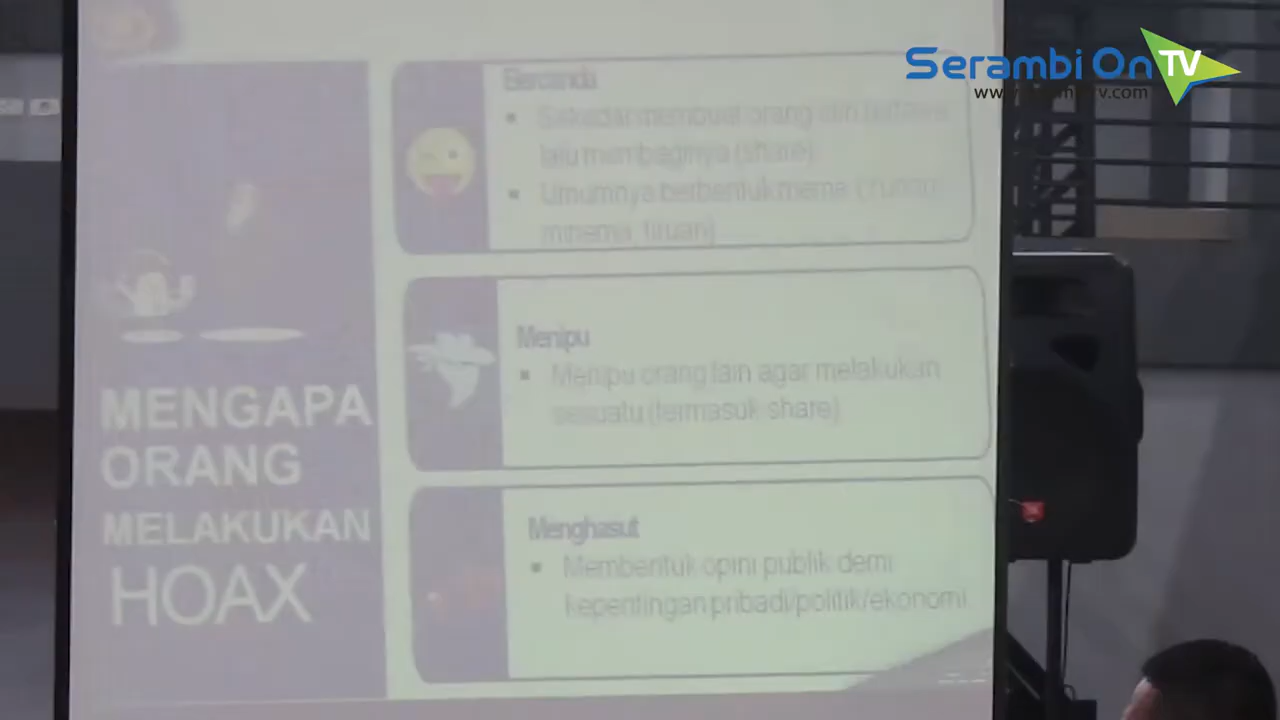 Serambi On TV
MENGAPA
ORANG
MELAKUKAN
HOAX
Bercanda
Sekedar membuat orang lain tertawa
lalu membaginya (share)
Umumnya berbentuk meme (
Menipu
Menipu orang lain agar melakukan
sesuatu (termasuk share)
Menghasut
Membentuk opini publik demi
kepentingan pribadi/politik/ekonomi